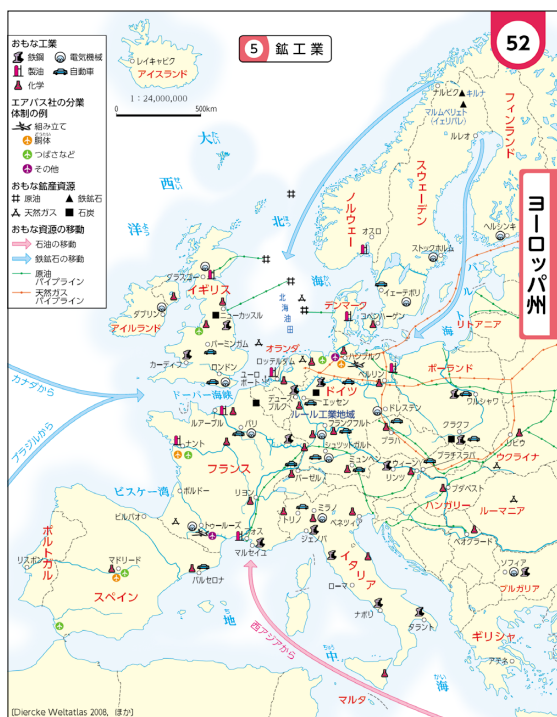 52
5 鉱工業
ヨーロッパ州
おもな工業
鉄鋼
電気機械
製油
自動車
化学
エアバス社の分業
体制の例
組み立て
胴体
つばさなど
その他
おもな鉱産資源
原油
鉄鉱石
天然ガス
石炭
おもな資源の移動
石油の移動
鉄鉱石の移動
原油
パイプライン
天然ガス
パイプライン
レイキャビク
アイスランド
1:24,000,000
0
500km
大
西
洋
北
海
北海油田
ナルビク
キルナ
マルムベリェト
(イェリバレ)
ルレオ
フィンランド
スウェーデン
ノルウェー
オスロ
ストックホルム
ヘルシンキ
イェーテボリ
バルト海
デンマーク
コペンハーゲン
リトアニア
グラスゴー
イギリス
ニューカッスル
ダブリン
アイルランド
バーミンガム
カーディフ
ロンドン
オランダ
ロッテルダム
ユーロ
ポート
ハンブルク
ベルリン
ポーランド
ワルシャワ
ドーバー海峡
デュース
ブルク
エッセン
ドイツ
ルール工業地域
ドレスデン
クラクフ
ルアーブル
パリ
フランクフルト
プラハ
リビウ
ウクライナ
カナダから
ブラジルから
ナント
シュツットガルト
ミュンヘン
ウィーン
リンツ
ブラチスラバ
フランス
バーゼル
ブダペスト
ハンガリー
ルーマニア
ビスケー湾
ボルドー
リヨン
トリノ
ミラノ
ベネツィア
ジェノバ
ベオグラード
ビルバオ
トゥールーズ
フォス
マルセイユ
イタリア
ソフィア
ブルガリア
ポルトガル
リスボン
マドリード
スペイン
バルセロナ
ローマ
ナポリ
タラント
ギリシャ
アテネ
西アジアから
地
中
海
マルタ
[Diercke Weltatlas 2008, ほか]